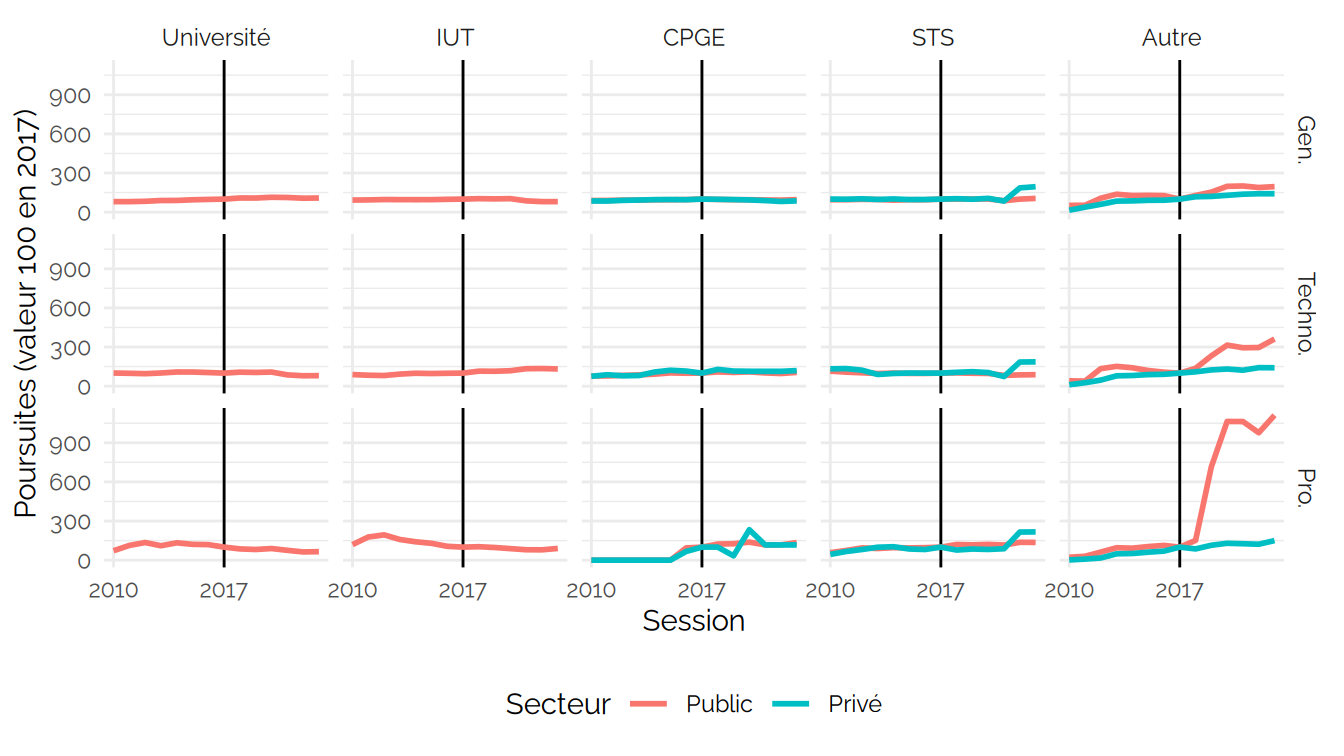 Université IUT CPGE STS Autre
Poursuites (valeur 100 en 2017)
900
600
300
0
Gen.
900
600
300
0
Techno.
900
600
300
0
Pro.
2010 2017 2010 2017 2010 2017 2010 2017 2010 2017
Session
Secteur Public Privé